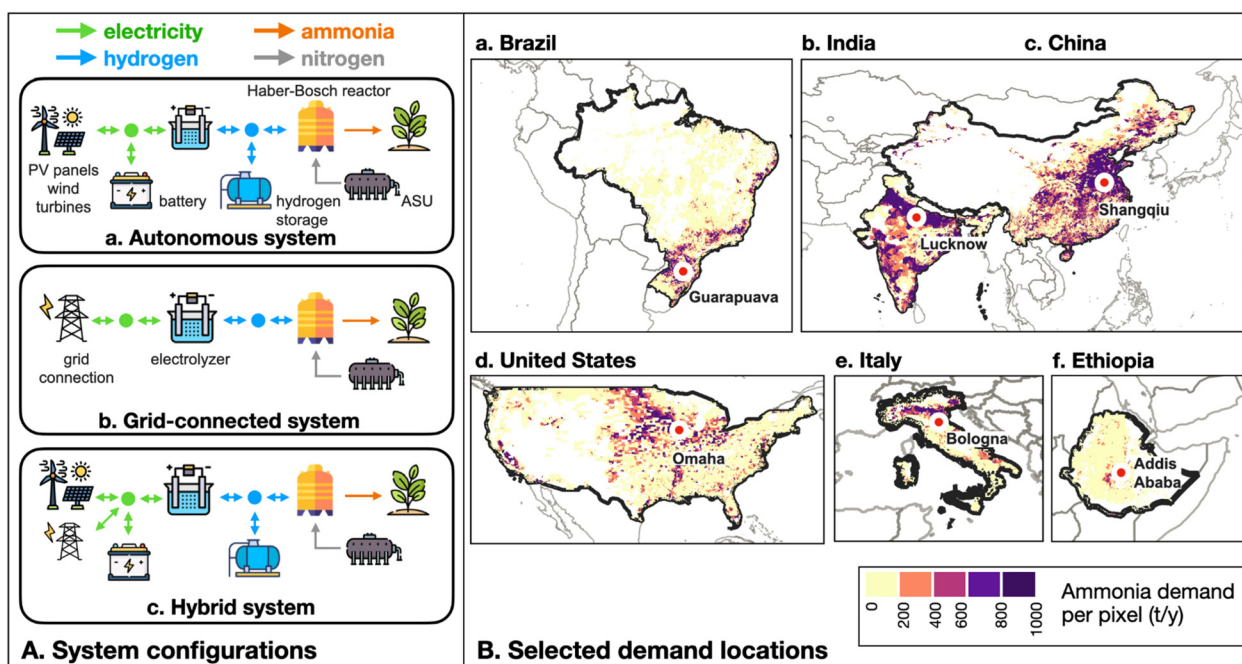 electricity
ammonia
hydrogen
nitrogen
Haber-Bosch reactor
PV panels
wind
turbines
battery
hydrogen
storage
ASU
a. Autonomous system
grid
connection
electrolyzer
b. Grid-connected system
c. Hybrid system
A. System configurations
a. Brazil
Guarapuava
b. India
c. China
Shangqiu
Lucknow
d. United States
Omaha
e. Italy
Bologna
f. Ethiopia
Addis
Ababa
0
200
400
600
800
1000
Ammonia demand
per pixel (t/y)
B. Selected demand locations